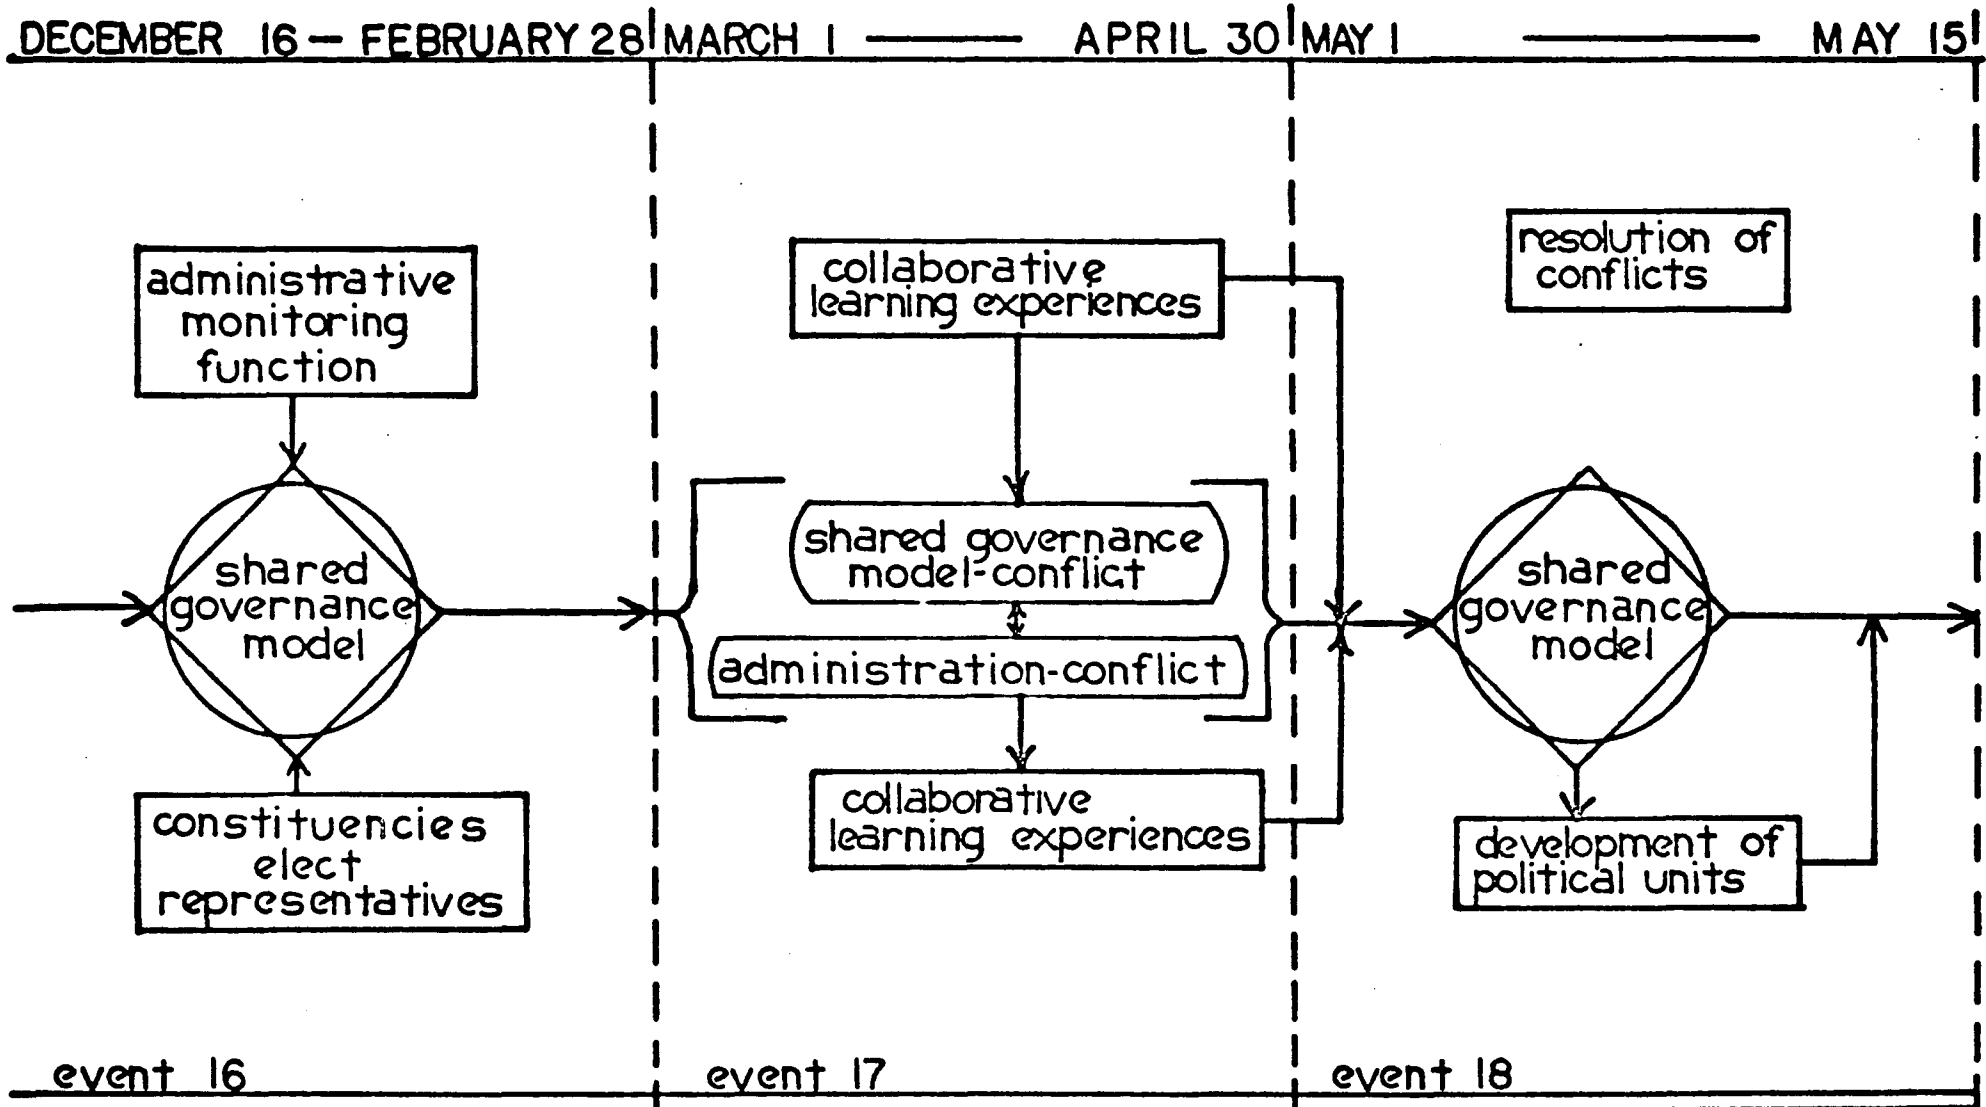 DECEMBER 16 — FEBRUARY 28
MARCH 1 — APRIL 30
MAY 1 — MAY 15
administrative
monitoring
function
shared
governance
model
constituencies
elect
representatives
event 16
collaborative
learning experiences
shared governance
model-conflict
administration-conflict
collaborative
learning experiences
event 17
resolution of
conflicts
shared
governance
model
development of
political units
event 18